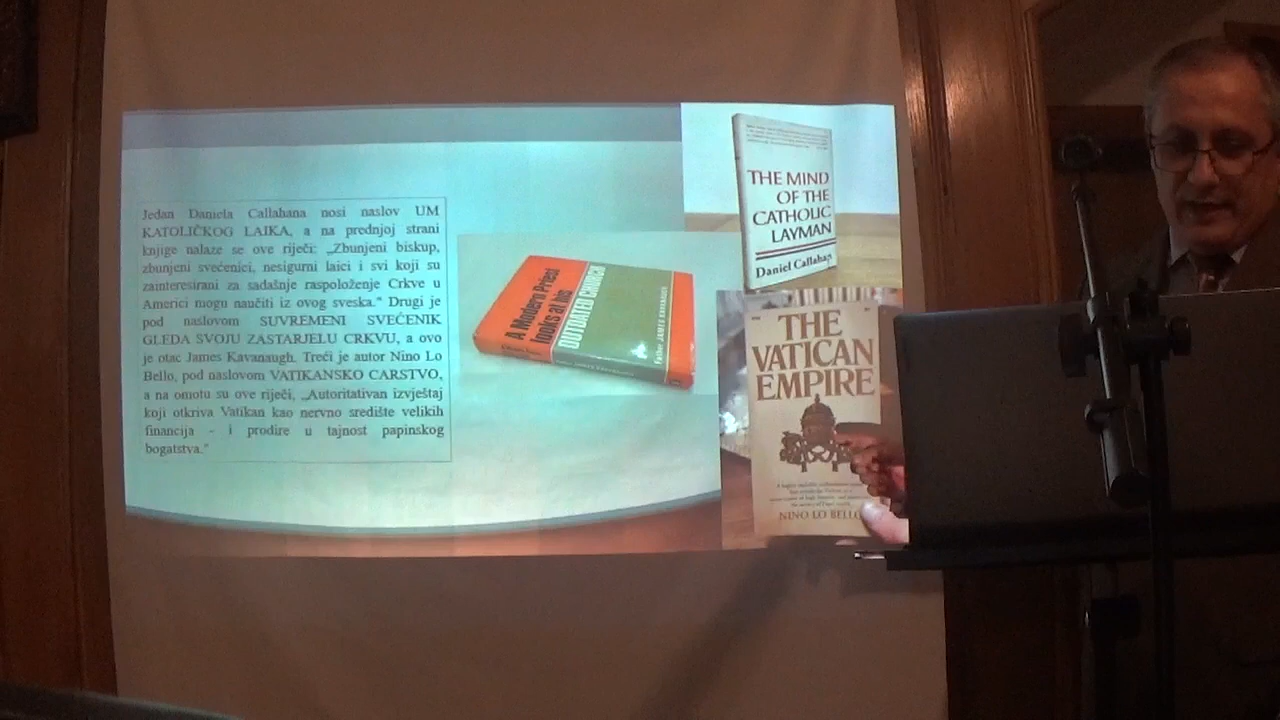 Jedan Daniela Callahana nosi naslov UM
KATOLIČKOG LAIKA, a na prednjoj strani
knjige nalaze se ove riječi: „Zbunjeni biskup,
zbunjeni svećenici, nesigurni laici i svi koji su
zainteresirani za sadašnje raspoloženje Crkve u
Americi mogu naučiti iz ovog sveska.“ Drugi je
pod naslovom SUVREMENI SVEĆENIK
GLEDA SVOJU ZASTARJELU CRKVU, a ovo
je otac James Kavanaugh. Treći je autor Nino Lo
Bello, pod naslovom VATIKANSKO CARSTVO,
a na omotu su ove riječi, „Autoritativan izvještaj
koji otkriva Vatikan kao nervno središte velikih
financija - i prodire u tajnost papinskog
bogatstva.“
A Modern Priest
looks at his
OUTDATED CHURCH
Father JAMES KAVANAUGH
THE MIND
OF THE
CATHOLIC
LAYMAN
Daniel Callahan
THE
VATICAN
EMPIRE
NINO LO BELLO